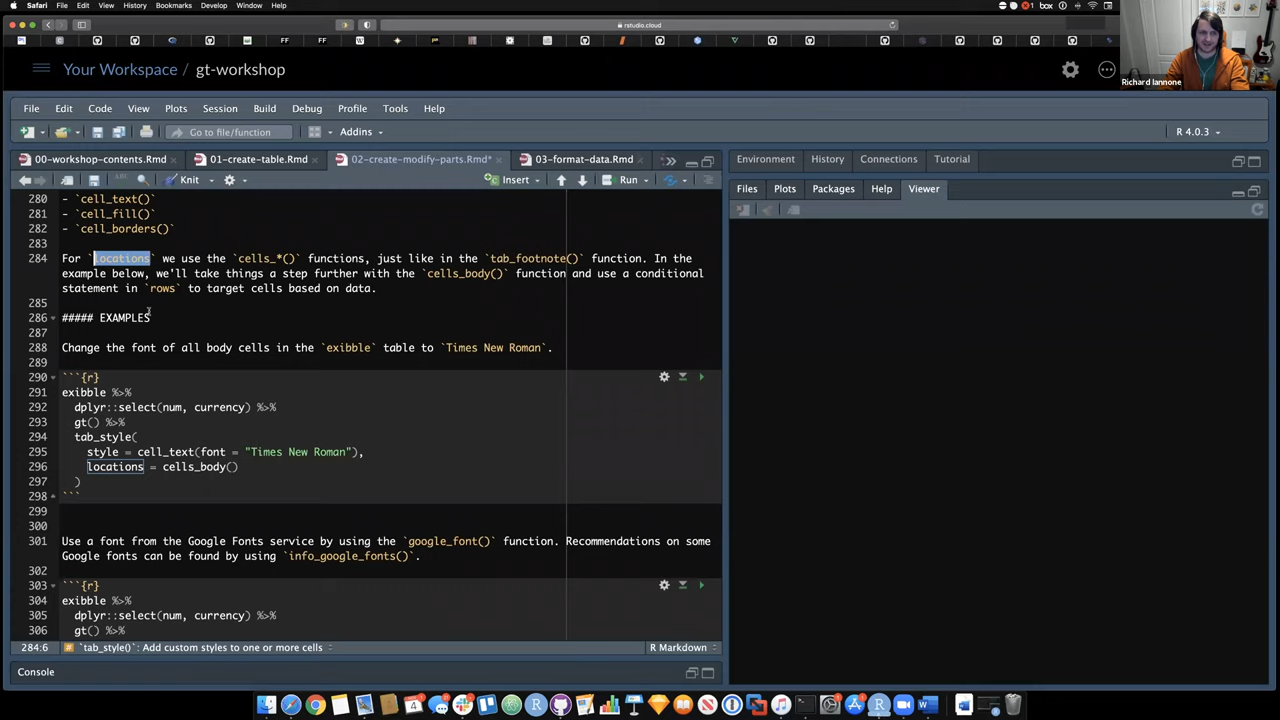 Safari File Edit View History Bookmarks Develop Window Help
box
rstudio.cloud
FF FF W
Your Workspace / gt-workshop
Richard Iannone
File Edit Code View Plots Session Build Debug Profile Tools Help
Go to file/function
Addins
R 4.0.3
00-workshop-contents.Rmd
01-create-table.Rmd
02-create-modify-parts.Rmd*
03-format-data.Rmd
Environment History Connections Tutorial
Knit
Insert
Run
Files Plots Packages Help Viewer
280 - `cell_text()`
281 - `cell_fill()`
282 - `cell_borders()`
283
284 For `locations` we use the `cells_*()` functions, just like in the `tab_footnote()` function. In the
example below, we'll take things a step further with the `cells_body()` function and use a conditional
statement in `rows` to target cells based on data.
285
286 ##### EXAMPLES
287
288 Change the font of all body cells in the `exibble` table to `Times New Roman`.
289
290 ```{r}
291 exibble %>%
292 dplyr::select(num, currency) %>%
293 gt() %>%
294 tab_style(
295 style = cell_text(font = "Times New Roman"),
296 locations = cells_body()
297 )
298 ```
299
300
301 Use a font from the Google Fonts service by using the `google_font()` function. Recommendations on some
Google fonts can be found by using `info_google_fonts()`.
302
303 ```{r}
304 exibble %>%
305 dplyr::select(num, currency) %>%
306 gt() %>%
284:6 # `tab_style()`: Add custom styles to one or more cells
R Markdown
Console